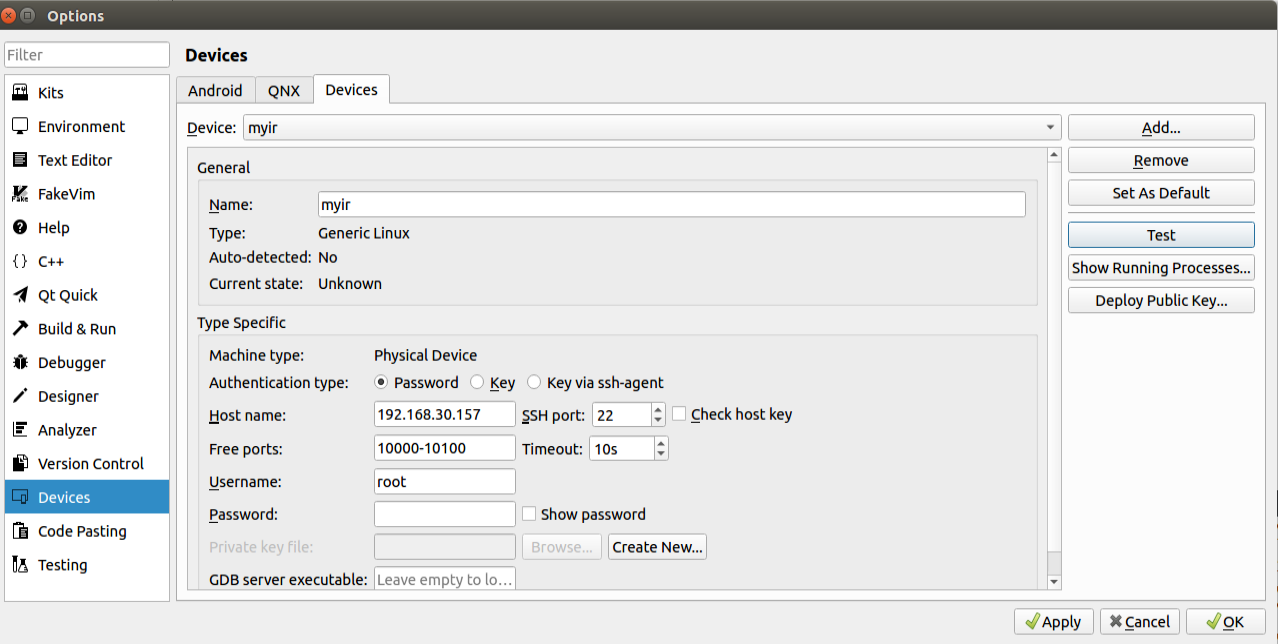 Options
Filter
Kits
Environment
Text Editor
FakeVim
Help
C++
Qt Quick
Build & Run
Debugger
Designer
Analyzer
Version Control
Devices
Code Pasting
Testing
Devices
Android QNX Devices
Device: myir
General
Name: myir
Type: Generic Linux
Auto-detected: No
Current state: Unknown
Type Specific
Machine type: Physical Device
Authentication type: Password Key Key via ssh-agent
Host name: 192.168.30.157 SSH port: 22 Check host key
Free ports: 10000-10100 Timeout: 10s
Username: root
Password: Show password
Private key file: Browse... Create New...
GDB server executable: Leave empty to lo...
Add...
Remove
Set As Default
Test
Show Running Processes...
Deploy Public Key...
Apply Cancel OK